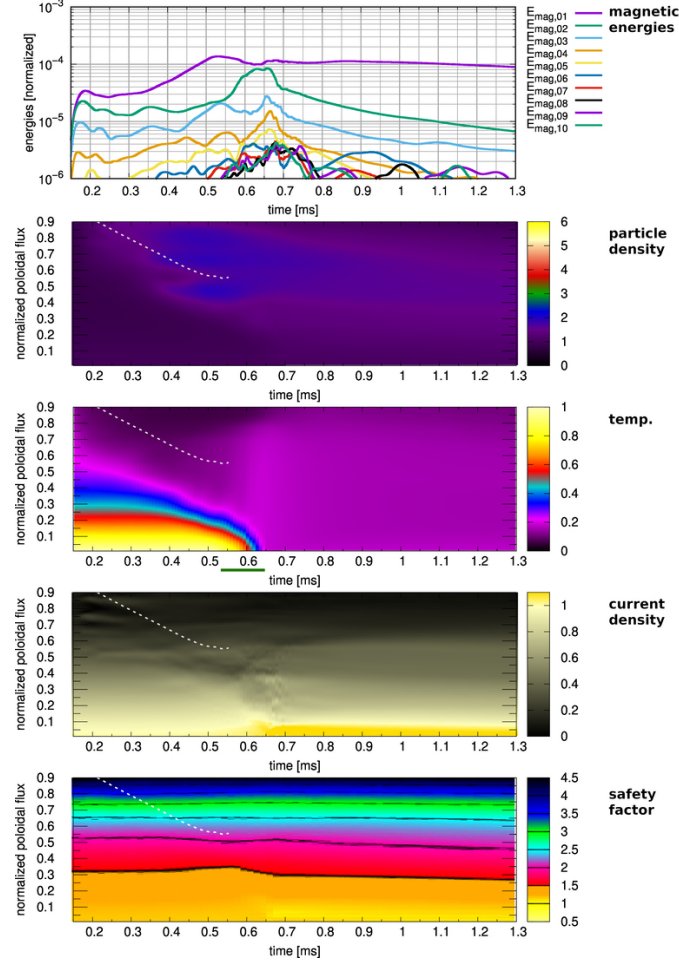 10⁻³
10⁻⁴
10⁻⁵
10⁻⁶
energies [normalized]
0.2 0.3 0.4 0.5 0.6 0.7 0.8 0.9 1 1.1 1.2 1.3
time [ms]
E_mag,01
E_mag,02
E_mag,03
E_mag,04
E_mag,05
E_mag,06
E_mag,07
E_mag,08
E_mag,09
E_mag,10
magnetic
energies
0.9
0.8
0.7
0.6
0.5
0.4
0.3
0.2
0.1
normalized poloidal flux
0.2 0.3 0.4 0.5 0.6 0.7 0.8 0.9 1 1.1 1.2 1.3
time [ms]
6
5
4
3
2
1
0
particle
density
0.9
0.8
0.7
0.6
0.5
0.4
0.3
0.2
0.1
normalized poloidal flux
0.2 0.3 0.4 0.5 0.6 0.7 0.8 0.9 1 1.1 1.2 1.3
time [ms]
1
0.8
0.6
0.4
0.2
0
temp.
0.9
0.8
0.7
0.6
0.5
0.4
0.3
0.2
0.1
normalized poloidal flux
0.2 0.3 0.4 0.5 0.6 0.7 0.8 0.9 1 1.1 1.2 1.3
time [ms]
1
0.8
0.6
0.4
0.2
0
current
density
0.9
0.8
0.7
0.6
0.5
0.4
0.3
0.2
0.1
normalized poloidal flux
0.2 0.3 0.4 0.5 0.6 0.7 0.8 0.9 1 1.1 1.2 1.3
time [ms]
4.5
4
3.5
3
2.5
2
1.5
1
0.5
safety
factor